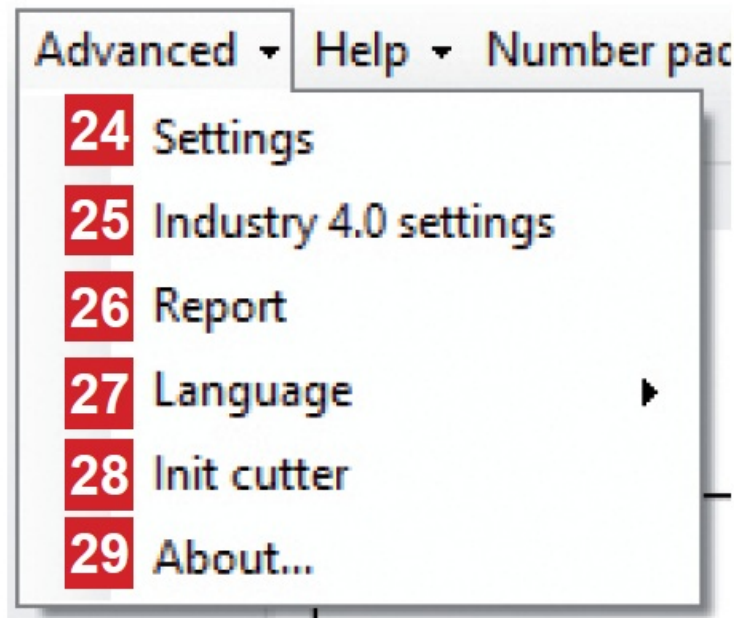 Advanced Help Number pad
24 Settings
25 Industry 4.0 settings
26 Report
27 Language
28 Init cutter
29 About...